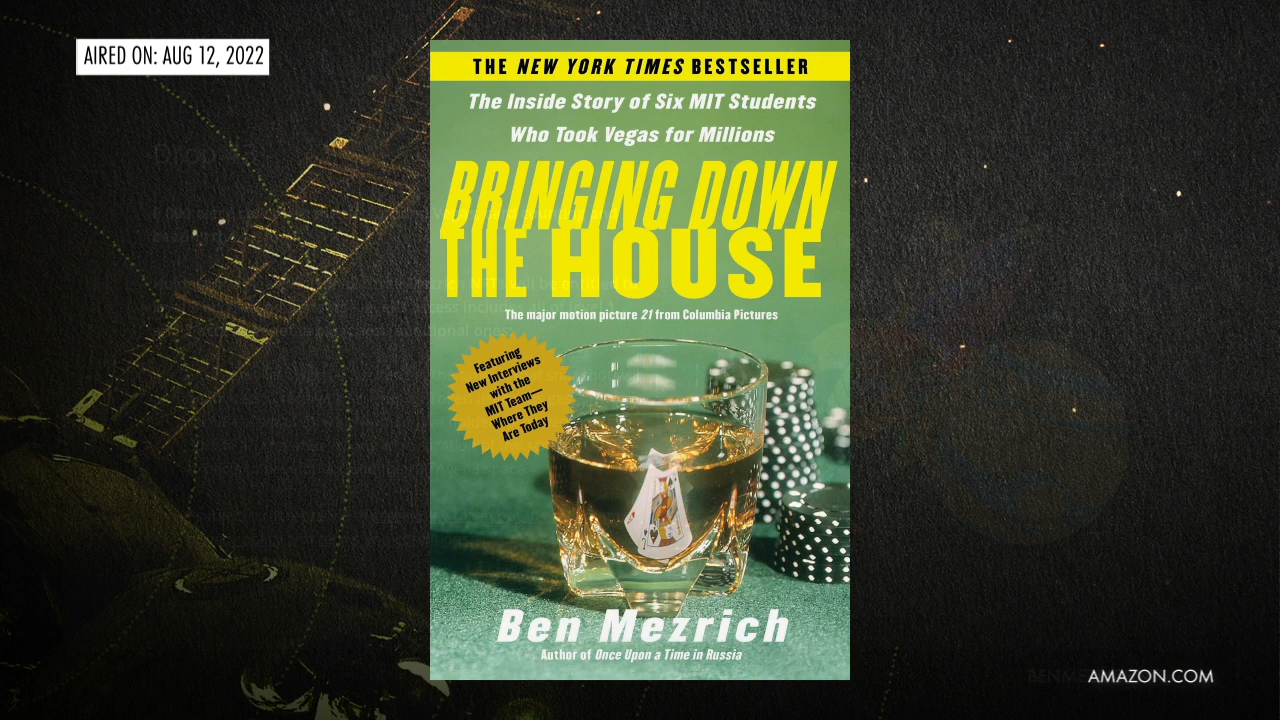 AIRED ON: AUG 12, 2022
THE NEW YORK TIMES BESTSELLER
The Inside Story of Six MIT Students
Who Took Vegas for Millions
BRINGING DOWN
THE HOUSE
The major motion picture 21 from Columbia Pictures
Featuring
New Interviews
with the
MIT Team—
Where They
Are Today
Ben Mezrich
Author of Once Upon a Time in Russia
AMAZON.COM